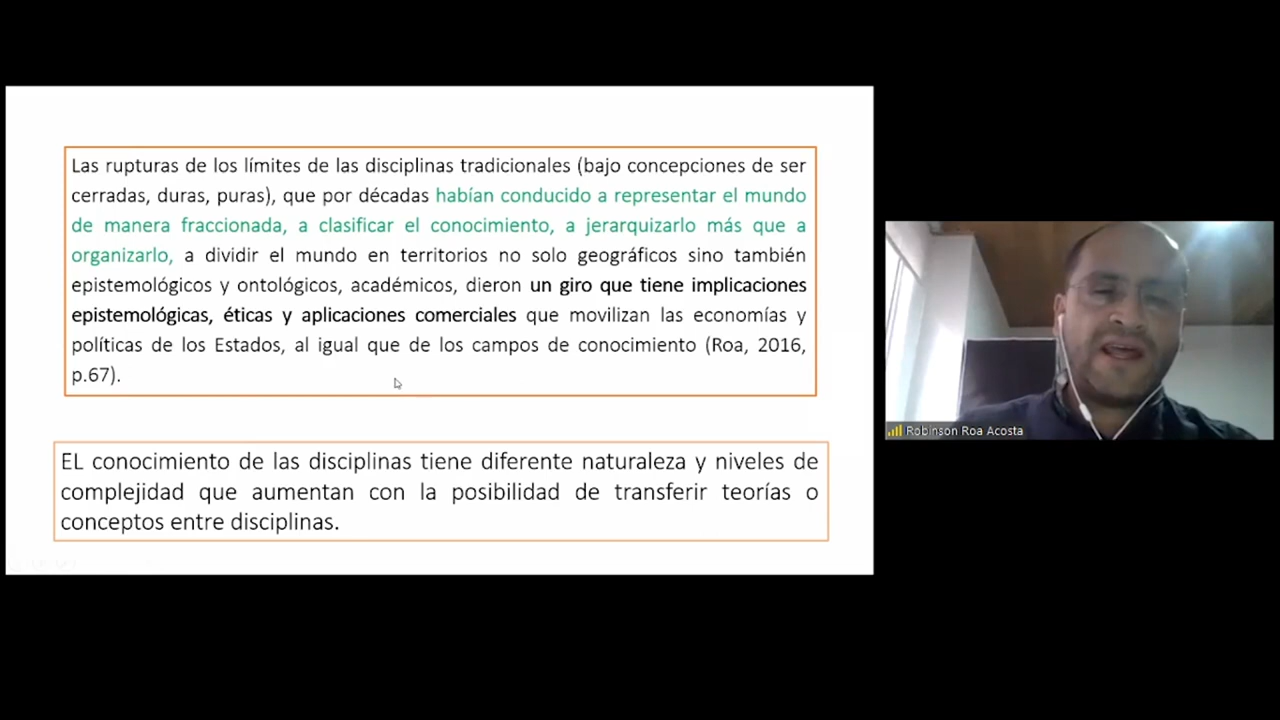 Las rupturas de los límites de las disciplinas tradicionales (bajo concepciones de ser
cerradas, duras, puras), que por décadas habían conducido a representar el mundo
de manera fraccionada, a clasificar el conocimiento, a jerarquizarlo más que a
organizarlo, a dividir el mundo en territorios no solo geográficos sino también
epistemológicos y ontológicos, académicos, dieron un giro que tiene implicaciones
epistemológicas, éticas y aplicaciones comerciales que movilizan las economías y
políticas de los Estados, al igual que de los campos de conocimiento (Roa, 2016,
p.67).
EL conocimiento de las disciplinas tiene diferente naturaleza y niveles de
complejidad que aumentan con la posibilidad de transferir teorías o
conceptos entre disciplinas.
Robinson Roa Acosta